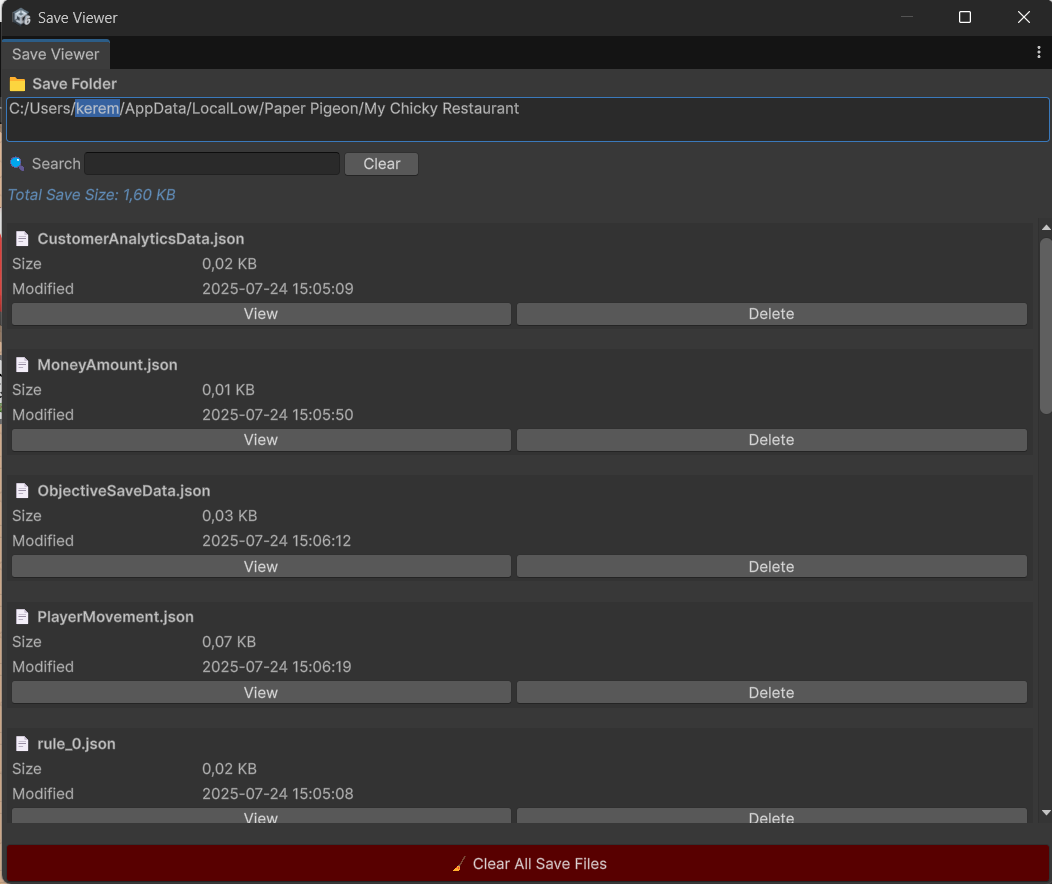 Save Viewer
Save Viewer
Save Folder
C:/Users/kerem/AppData/LocalLow/Paper Pigeon/My Chicky Restaurant
Search Clear
Total Save Size: 1,60 KB
CustomerAnalyticsData.json
Size 0,02 KB
Modified 2025-07-24 15:05:09
View Delete
MoneyAmount.json
Size 0,01 KB
Modified 2025-07-24 15:05:50
View Delete
ObjectiveSaveData.json
Size 0,03 KB
Modified 2025-07-24 15:06:12
View Delete
PlayerMovement.json
Size 0,07 KB
Modified 2025-07-24 15:06:19
View Delete
rule_0.json
Size 0,02 KB
Modified 2025-07-24 15:05:08
View Delete
Clear All Save Files